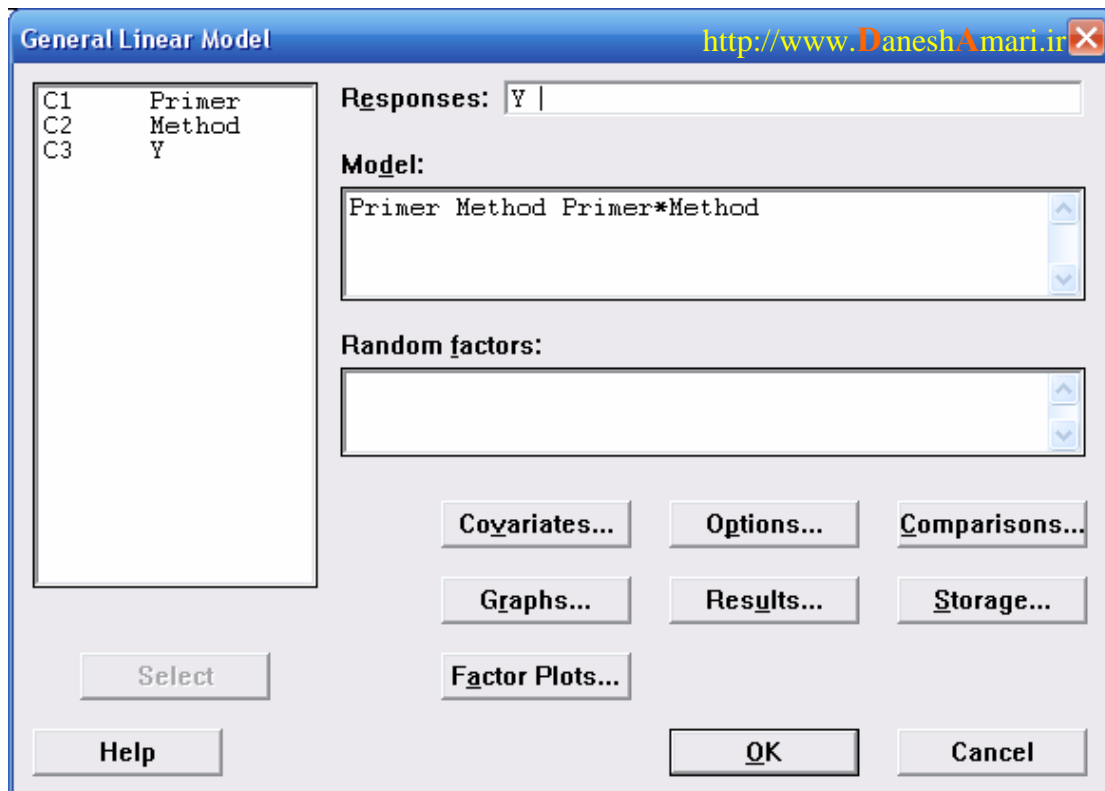 General Linear Model http://www.DaneshAmari.ir
C1 Primer
C2 Method
C3 Y
Responses: Y
Model:
Primer Method Primer*Method
Random factors:
Covariates... Options... Comparisons...
Graphs... Results... Storage...
Select Factor Plots...
Help OK Cancel